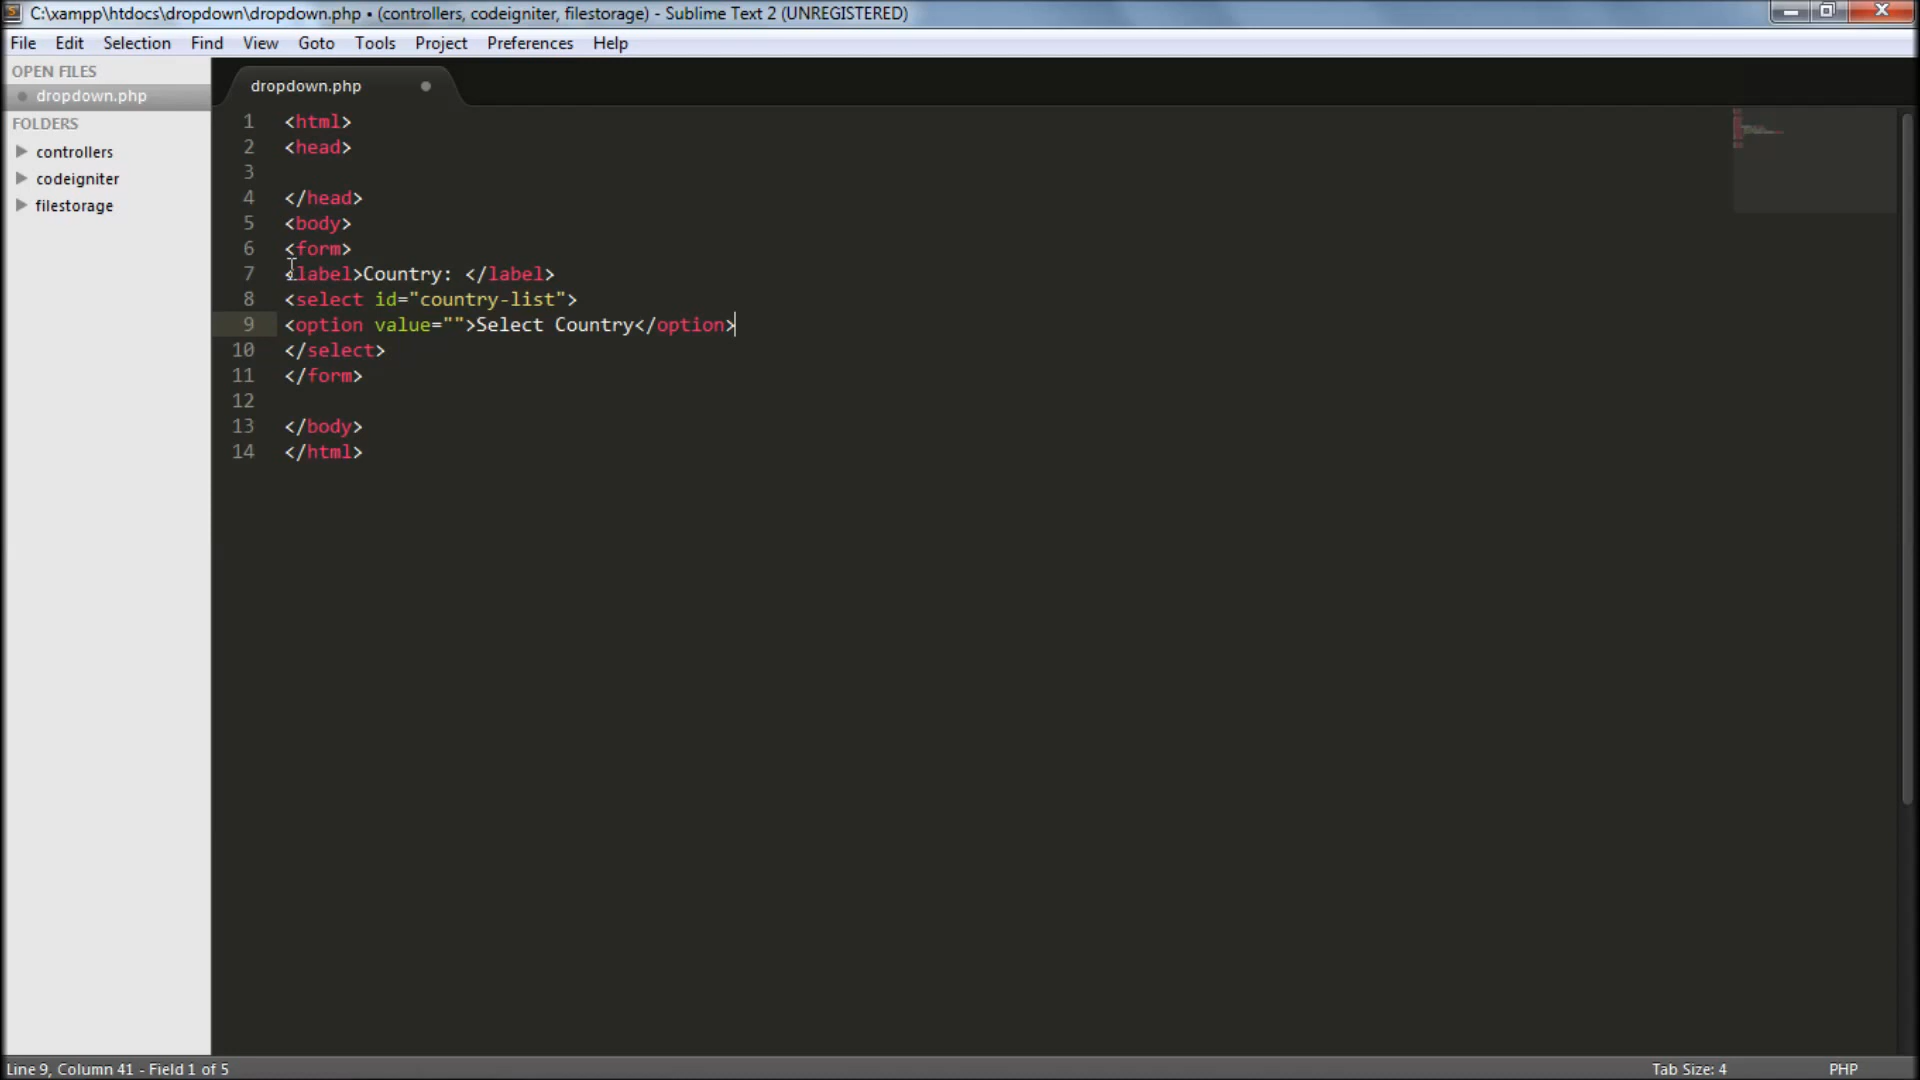 C:\xampp\htdocs\dropdown\dropdown.php • (controllers, codeigniter, filestorage) - Sublime Text 2 (UNREGISTERED)
File Edit Selection Find View Goto Tools Project Preferences Help
OPEN FILES
dropdown.php
FOLDERS
controllers
codeigniter
filestorage
dropdown.php
1 <html>
2 <head>
3
4 </head>
5 <body>
6 <form>
7 <label>Country: </label>
8 <select id="country-list">
9 <option value="">Select Country</option>
10 </select>
11 </form>
12
13 </body>
14 </html>
Line 9, Column 41 - Field 1 of 5
Tab Size: 4
PHP